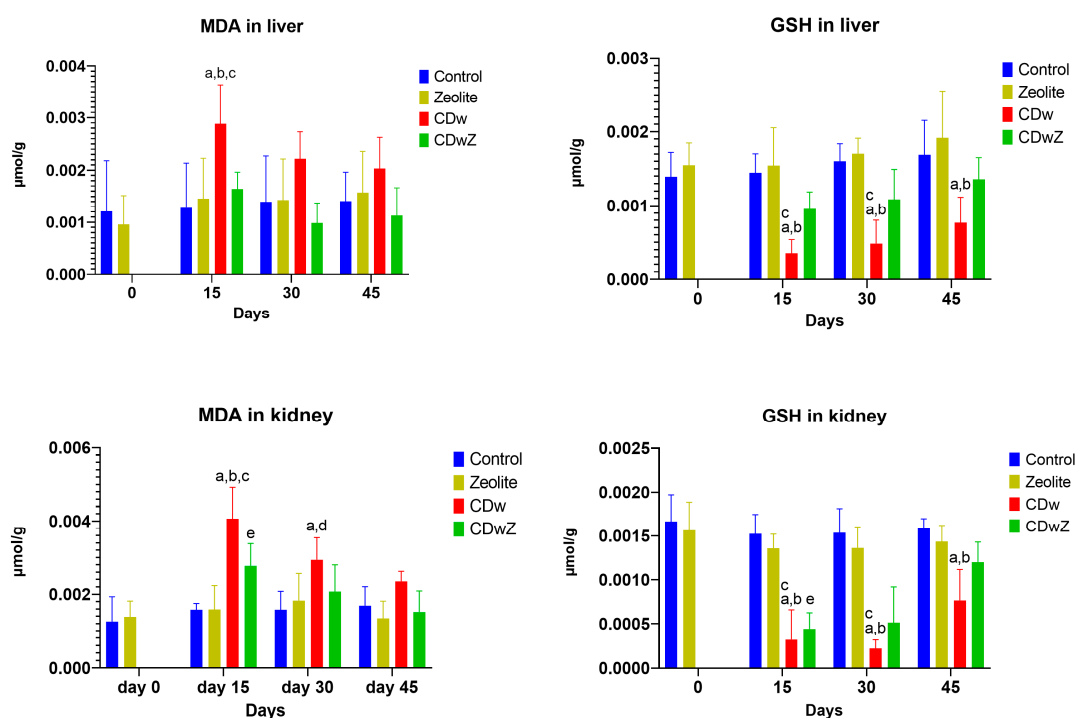 MDA in liver
0.004
0.003
0.002
0.001
0.000
µmol/g
a,b,c
0
15
30
45
Days
Control
Zeolite
CDw
CDwZ
GSH in liver
0.003
0.002
0.001
0.000
µmol/g
c
a,b
c
a,b
a,b
0
15
30
45
Days
Control
Zeolite
CDw
CDwZ
MDA in kidney
0.006
0.004
0.002
0.000
µmol/g
a,b,c
e
a,d
day 0
day 15
day 30
day 45
Days
Control
Zeolite
CDw
CDwZ
GSH in kidney
0.0025
0.0020
0.0015
0.0010
0.0005
0.0000
µmol/g
c
a,b e
c
a,b
a,b
0
15
30
45
Days
Control
Zeolite
CDw
CDwZ